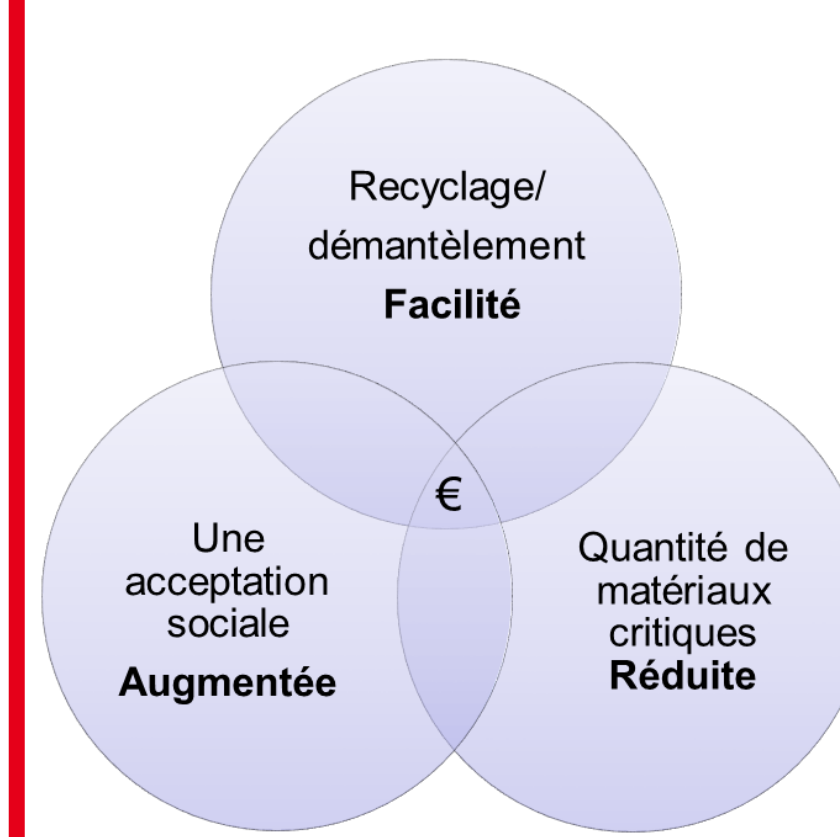 Recyclage/
démantèlement
Facilité
€
Une
acceptation
sociale
Augmentée
Quantité de
matériaux
critiques
Réduite